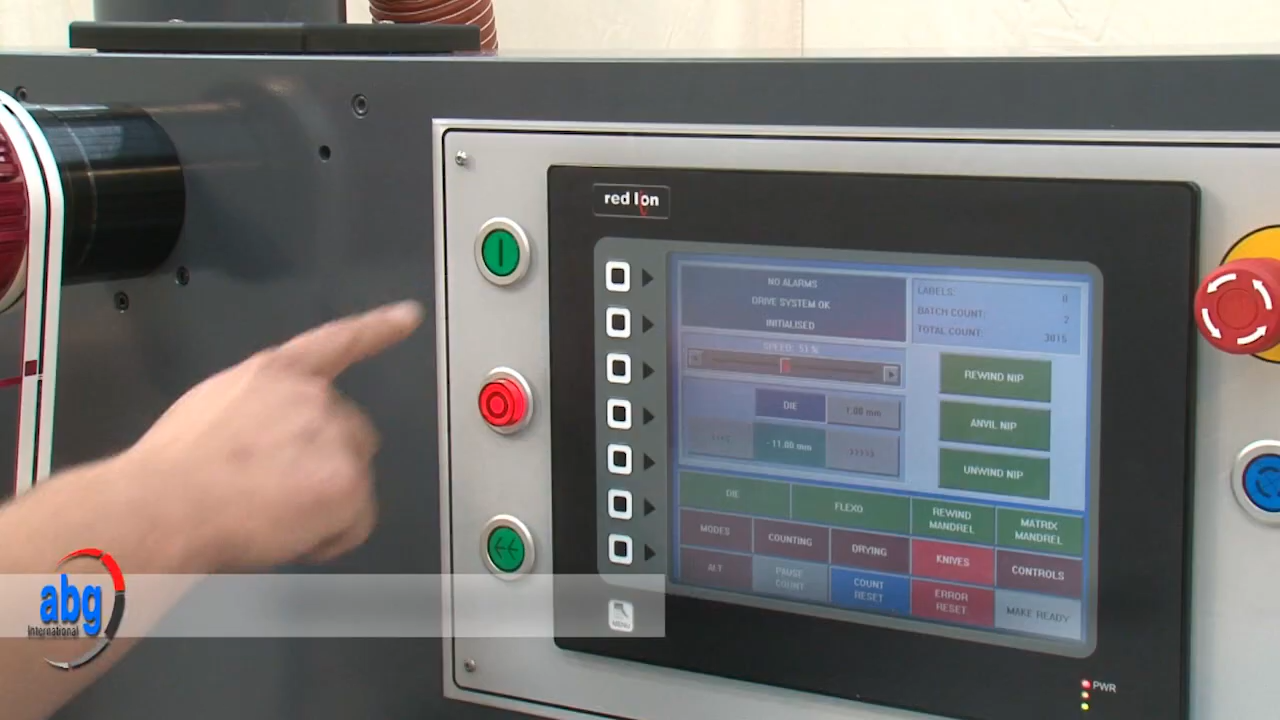 red lion
NO ALARMS
DRIVE SYSTEM OK
INITIALISED
LABELS: 0
BATCH COUNT: 2
TOTAL COUNT: 3015
SPEED: 51%
REWIND NIP
DIE
1.00 mm
ANVIL NIP
-11.00 mm
>>>>>
UNWIND NIP
DIE
FLEXO
REWIND
MANDREL
MATRIX
MANDREL
MODES
COUNTING
DRYING
KNIVES
CONTROLS
ALT
PAUSE
COUNT
COUNT
RESET
ERROR
RESET
MAKE READY
MENU
PWR
abg
International